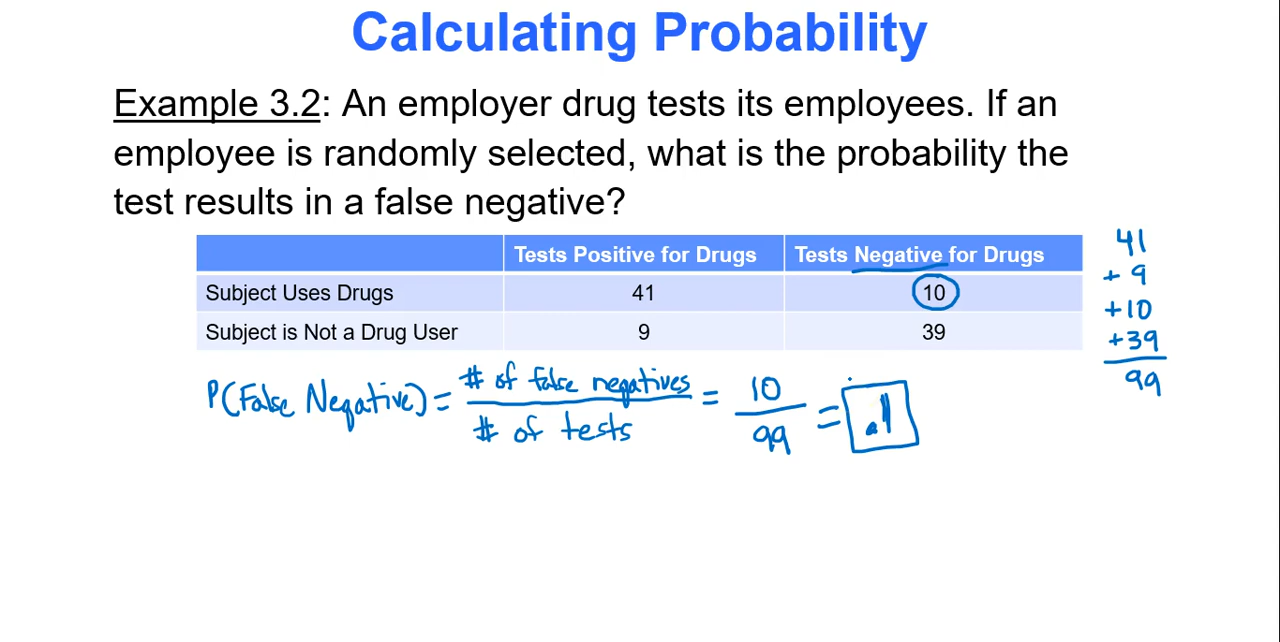 Calculating Probability
Example 3.2: An employer drug tests its employees. If an
employee is randomly selected, what is the probability the
test results in a false negative?
Tests Positive for Drugs Tests Negative for Drugs
Subject Uses Drugs 41 10
Subject is Not a Drug User 9 39
41
+ 9
+10
+39
99
P(False Negative) = # of false negatives / # of tests = 10 / 99 = .1